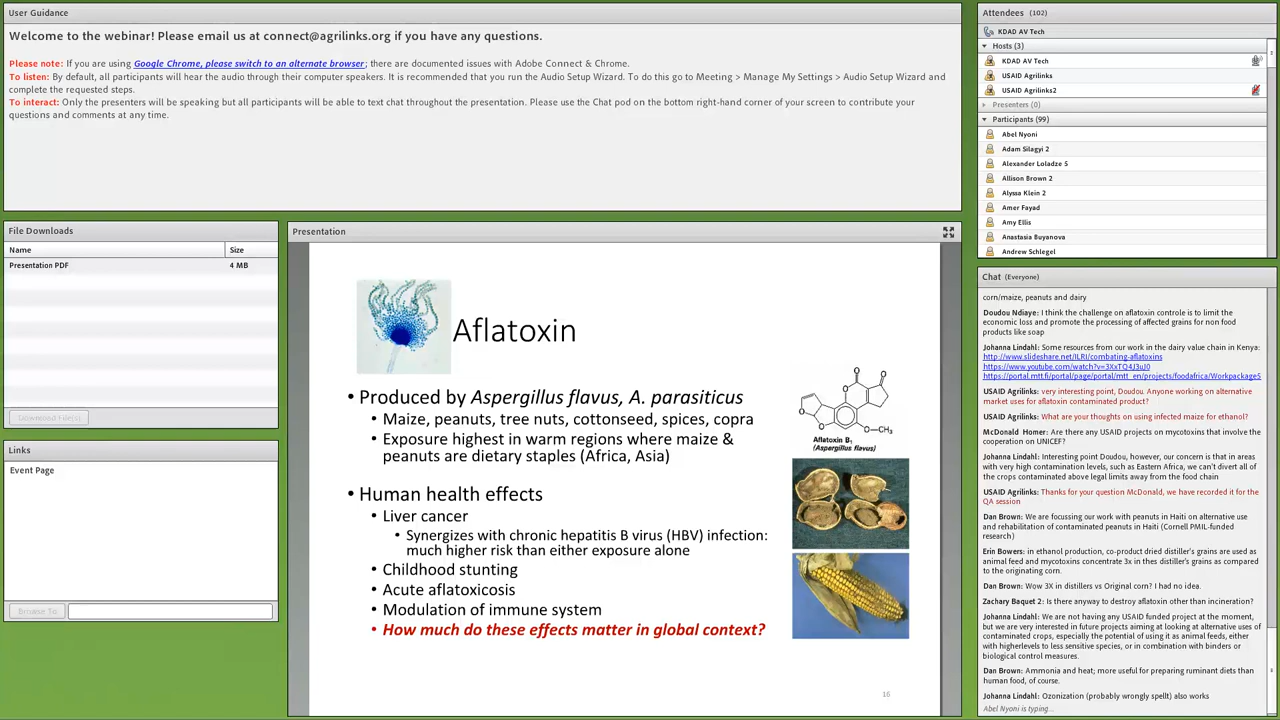 User Guidance
Welcome to the webinar! Please email us at connect@agrilinks.org if you have any questions.
Please note: If you are using Google Chrome, please switch to an alternate browser; there are documented issues with Adobe Connect & Chrome.
To listen: By default, all participants will hear the audio through their computer speakers. It is recommended that you run the Audio Setup Wizard. To do this go to Meeting > Manage My Settings > Audio Setup Wizard and
complete the requested steps.
To interact: Only the presenters will be speaking but all participants will be able to text chat throughout the presentation. Please use the Chat pod on the bottom right-hand corner of your screen to contribute your
questions and comments at any time.
File Downloads
Name Size
Presentation PDF 4 MB
Download File(s)
Links
Event Page
Browse To
Presentation
Aflatoxin
• Produced by Aspergillus flavus, A. parasiticus
• Maize, peanuts, tree nuts, cottonseed, spices, copra
• Exposure highest in warm regions where maize &
peanuts are dietary staples (Africa, Asia)
• Human health effects
• Liver cancer
• Synergizes with chronic hepatitis B virus (HBV) infection:
much higher risk than either exposure alone
• Childhood stunting
• Acute aflatoxicosis
• Modulation of immune system
• How much do these effects matter in global context?
O O
O
O
O OCH₃
Aflatoxin B₁
(Aspergillus flavus)
16
Attendees (102)
KDAD AV Tech
Hosts (3)
KDAD AV Tech
USAID Agrilinks
USAID Agrilinks2
Presenters (0)
Participants (99)
Abel Nyoni
Adam Silagyi 2
Alexander Loladze 5
Allison Brown 2
Alyssa Klein 2
Amer Fayad
Amy Ellis
Anastasia Buyanova
Andrew Schlegel
Chat (Everyone)
corn/maize, peanuts and dairy
Doudou Ndiaye: I think the challenge on aflatoxin controle is to limit the
economic loss and promote the processing of affected grains for non food
products like soap
Johanna Lindahl: Some resources from our work in the dairy value chain in Kenya:
http://www.slideshare.net/ILRI/combating-aflatoxins
https://www.youtube.com/watch?v=3XxTQ4J3uJ0
https://portal.mtt.fi/portal/page/portal/mtt_en/projects/foodafrica/Workpackage5
USAID Agrilinks: very interesting point, Doudou. Anyone working on alternative
market uses for aflatoxin contaminated product?
USAID Agrilinks: What are your thoughts on using infected maize for ethanol?
McDonald Homer: Are there any USAID projects on mycotoxins that involve the
cooperation on UNICEF?
Johanna Lindahl: Interesting point Doudou, however, our concern is that in areas
with very high contamination levels, such as Eastern Africa, we can't divert all of
the crops contaminated above legal limits away from the food chain
USAID Agrilinks: Thanks for your question McDonald, we have recorded it for the
QA session
Dan Brown: We are focussing our work with peanuts in Haiti on alternative use
and rehabilitation of contaminated peanuts in Haiti (Cornell PMIL-funded
research)
Erin Bowers: in ethanol production, co-product dried distiller's grains are used as
animal feed and mycotoxins concentrate 3x in thes distiller's grains as compared
to the originating corn.
Dan Brown: Wow 3X in distillers vs Original corn? I had no idea.
Zachary Baquet 2: Is there anyway to destroy aflatoxin other than incineration?
Johanna Lindahl: We are not having any USAID funded project at the moment,
but we are very interested in future projects aiming at looking at alternative uses of
contaminated crops, especially the potential of using it as animal feeds, either
with higherlevels to less sensitive species, or in combination with binders or
biological control measures.
Dan Brown: Ammonia and heat; more useful for preparing ruminant diets than
human food, of course.
Johanna Lindahl: Ozonization (probably wrongly spellt) also works
Abel Nyoni is typing...